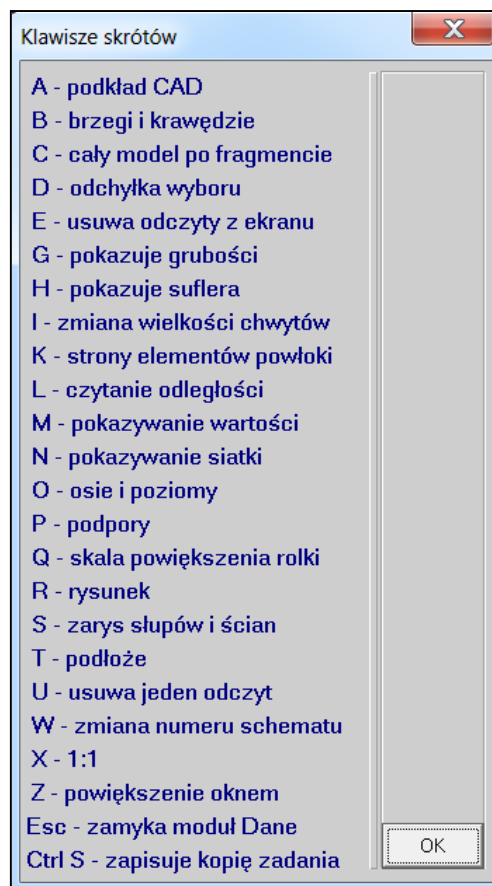 Klawisze skrótów
A - podkład CAD
B - brzegi i krawędzie
C - cały model po fragmencie
D - odchyłka wyboru
E - usuwa odczyty z ekranu
G - pokazuje grubości
H - pokazuje suflera
I - zmiana wielkości chwytów
K - strony elementów powłoki
L - czytanie odległości
M - pokazywanie wartości
N - pokazywanie siatki
O - osie i poziomy
P - podpory
Q - skala powiększenia rolki
R - rysunek
S - zarys słupów i ścian
T - podłoże
U - usuwa jeden odczyt
W - zmiana numeru schematu
X - 1:1
Z - powiększenie oknem
Esc - zamyka moduł Dane
Ctrl S - zapisuje kopię zadania
OK